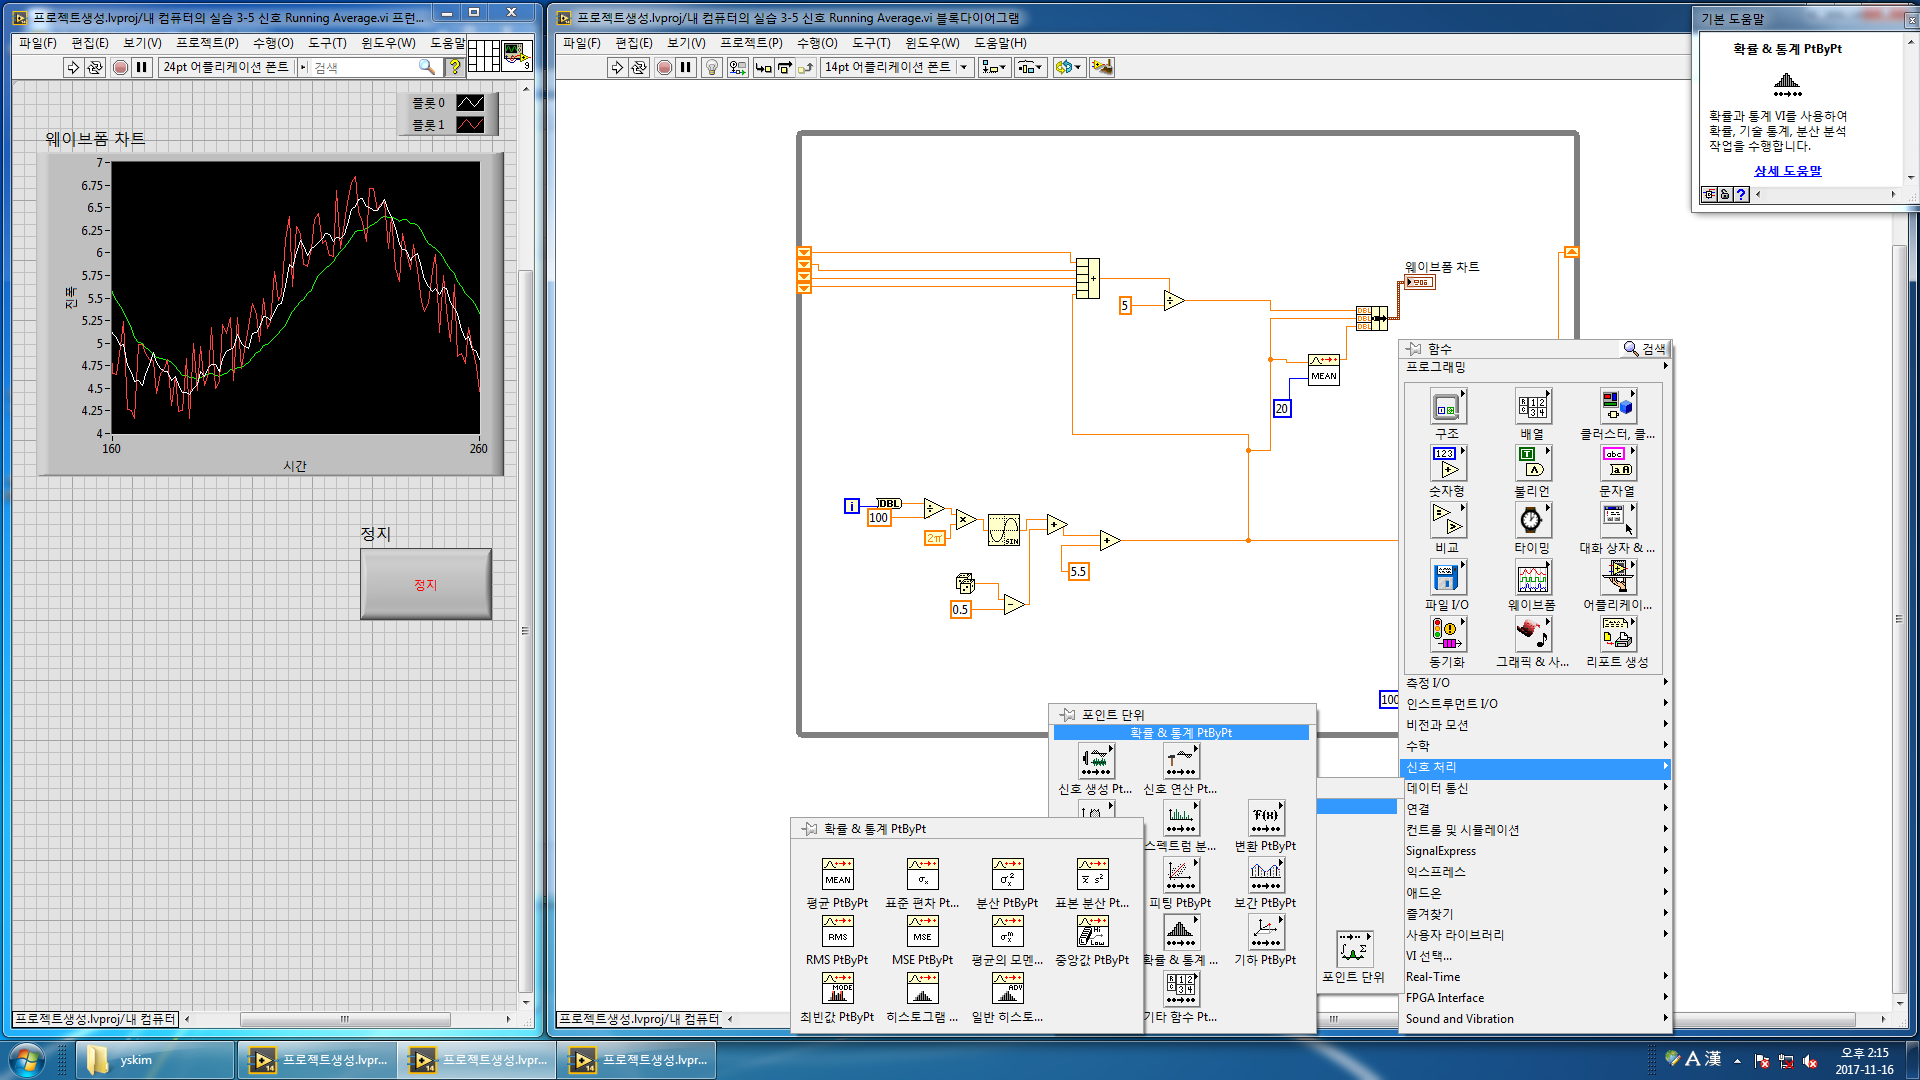 프로젝트생성.lvproj/내 컴퓨터의 실습 3-5 신호 Running Average.vi 프런...
파일(F) 편집(E) 보기(V) 프로젝트(P) 수행(O) 도구(T) 윈도우(W) 도움말
24pt 어플리케이션 폰트 검색
플롯 0
플롯 1
웨이브폼 차트
진폭
7
6.75
6.5
6.25
6
5.75
5.5
5.25
5
4.75
4.5
4.25
4
160 260
시간
정지
정지
프로젝트생성.lvproj/내 컴퓨터
프로젝트생성.lvproj/내 컴퓨터의 실습 3-5 신호 Running Average.vi 블록다이어그램
파일(F) 편집(E) 보기(V) 프로젝트(P) 수행(O) 도구(T) 윈도우(W) 도움말(H)
14pt 어플리케이션 폰트
웨이브폼 차트
5
DBL
DBL
DBL
MEAN
20
i
DBL
100
2π
SIN
5.5
0.5
100
프로젝트생성.lvproj/내 컴퓨터
기본 도움말
확률 & 통계 PtByPt
확률과 통계 VI를 사용하여
확률, 기술 통계, 분산 분석
작업을 수행합니다.
상세 도움말
함수 검색
프로그래밍
구조 배열 클러스터, 클...
숫자형 불리언 문자열
비교 타이밍 대화 상자 & ...
파일 I/O 웨이브폼 어플리케이...
동기화 그래픽 & 사... 리포트 생성
측정 I/O
인스트루먼트 I/O
비전과 모션
수학
신호 처리
데이터 통신
연결
컨트롤 및 시뮬레이션
SignalExpress
익스프레스
애드온
즐겨찾기
사용자 라이브러리
VI 선택...
Real-Time
FPGA Interface
Sound and Vibration
포인트 단위
포인트 단위
확률 & 통계 PtByPt
신호 생성 Pt... 신호 연산 Pt...
스펙트럼 분... 변환 PtByPt
피팅 PtByPt 보간 PtByPt
확률 & 통계 ... 기하 PtByPt
기타 함수 Pt...
확률 & 통계 PtByPt
평균 PtByPt 표준 편차 Pt... 분산 PtByPt 표본 분산 Pt...
RMS PtByPt MSE PtByPt 평균의 모멘... 중앙값 PtByPt
최빈값 PtByPt 히스토그램 ... 일반 히스토...
yskim
프로젝트생성.lvpr...
프로젝트생성.lvpr...
프로젝트생성.lvpr...
A 漢
오후 2:15
2017-11-16